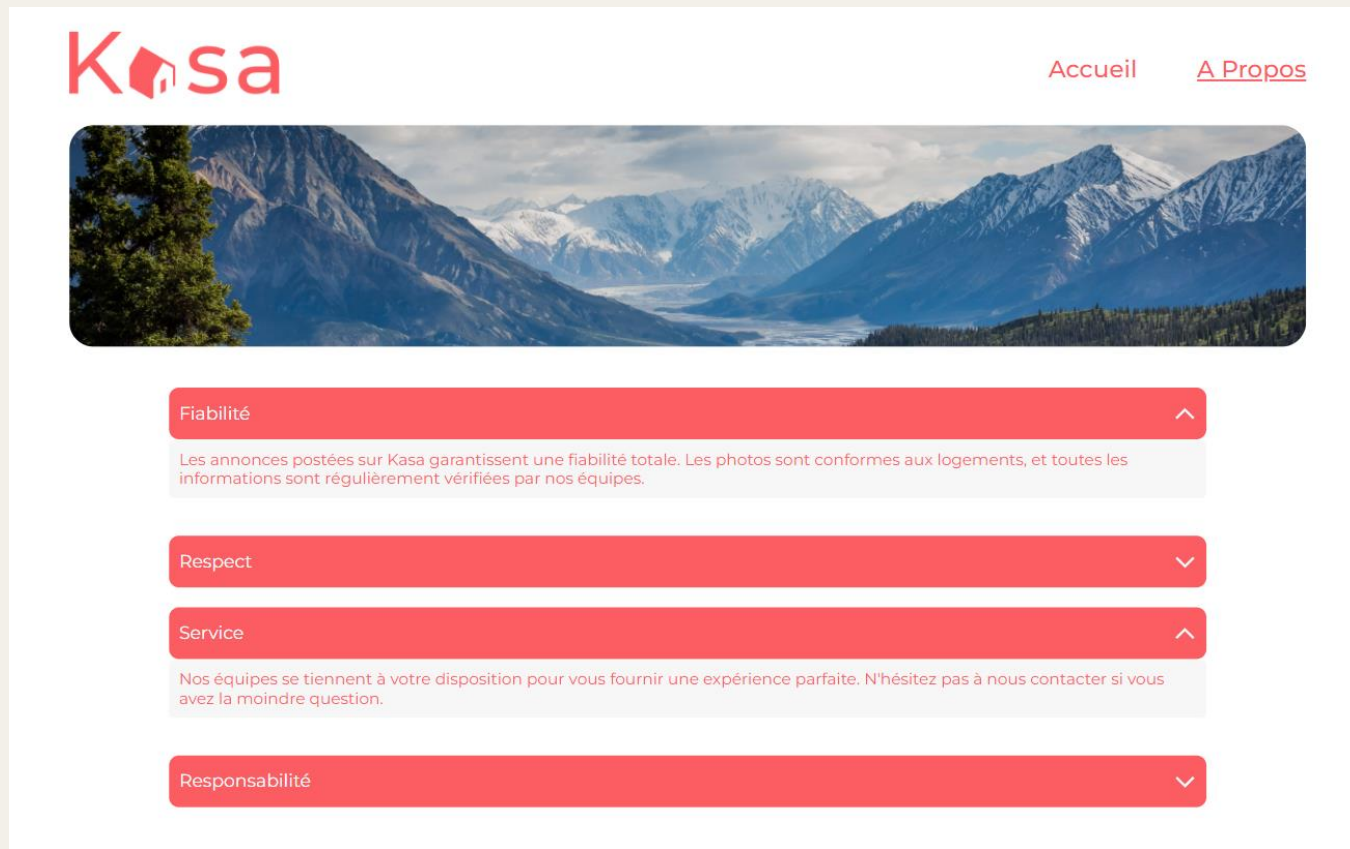 Kasa
Accueil A Propos
Fiabilité
Les annonces postées sur Kasa garantissent une fiabilité totale. Les photos sont conformes aux logements, et toutes les
informations sont régulièrement vérifiées par nos équipes.
Respect
Service
Nos équipes se tiennent à votre disposition pour vous fournir une expérience parfaite. N'hésitez pas à nous contacter si vous
avez la moindre question.
Responsabilité